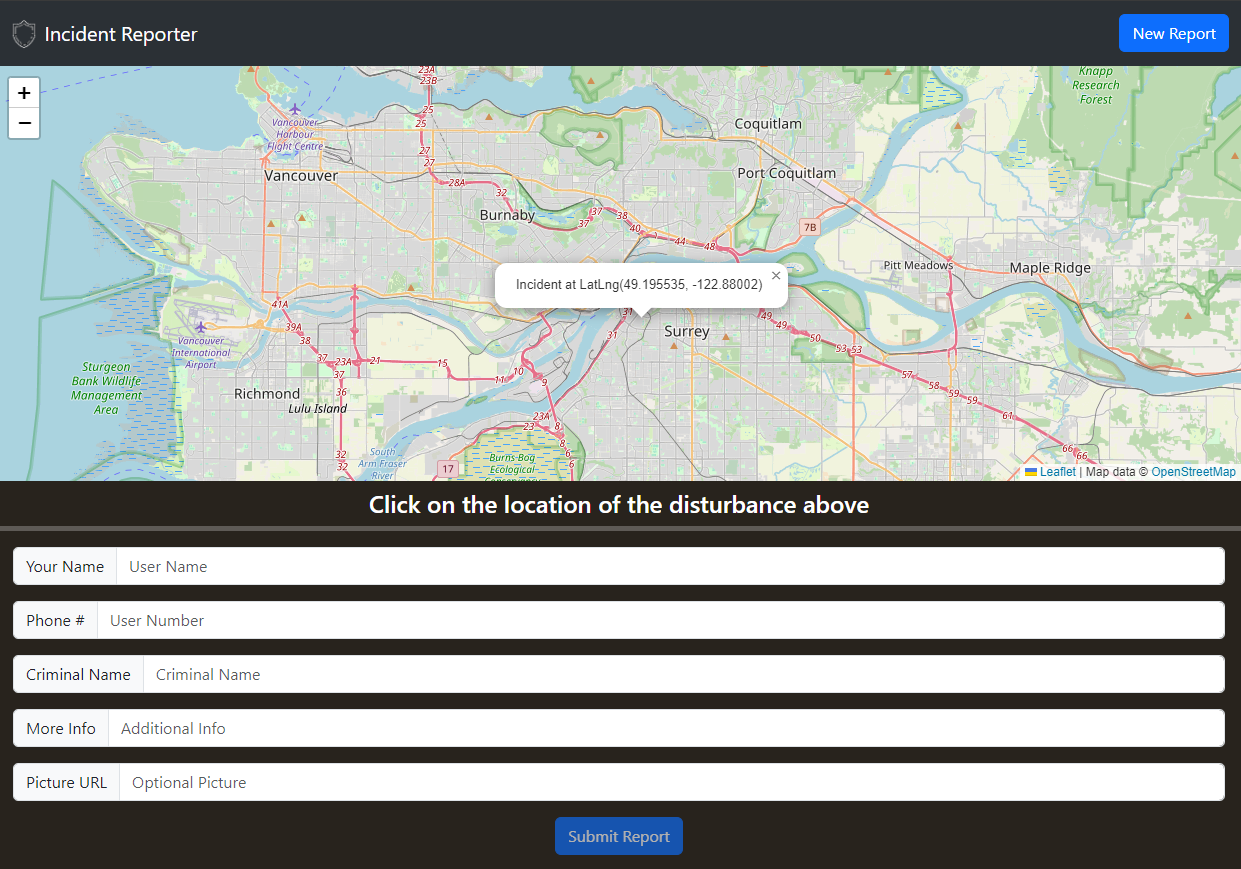 Incident Reporter
New Report
+
−
23A
23B
Knapp
Research
Forest
25
25
Vancouver
Harbour
Flight Centre
Coquitlam
27
27
Vancouver
28A
32
Port Coquitlam
Burnaby
37
37
38
40
44
48
7B
Pitt Meadows
Maple Ridge
Incident at LatLng(49.195535, -122.88002)
×
41A
31
49
49
39A
38
31
Surrey
50
Vancouver
International
Airport
37
23A
21
15
53
53
Sturgeon
Bank Wildlife
Management
Area
37
10
11
9
57
58
59
59
Richmond
36
Lulu Island
23A
23
8
8
61
32
32
South
Arm Fraser
River
17
Burns Bog
Ecological
Conservancy
6
6
66
66
Leaflet | Map data © OpenStreetMap
Click on the location of the disturbance above
Your Name User Name
Phone # User Number
Criminal Name Criminal Name
More Info Additional Info
Picture URL Optional Picture
Submit Report